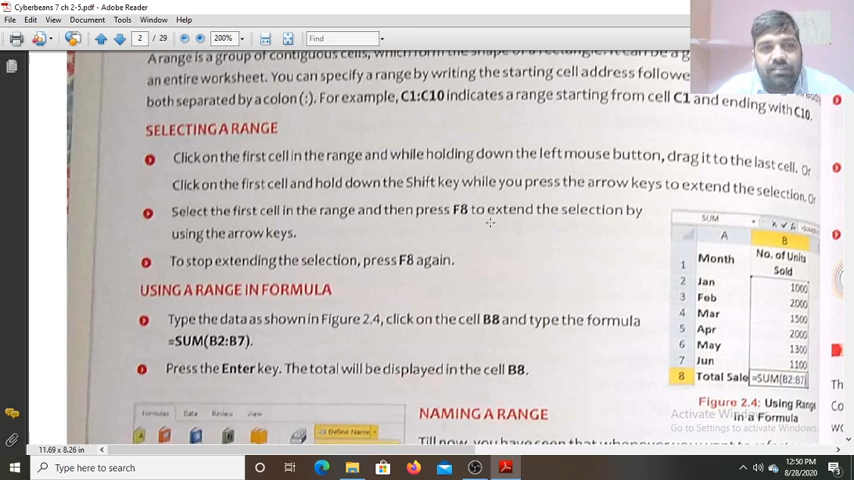 Cyberbeans 7 ch 2-5.pdf - Adobe Reader
File Edit View Document Tools Window Help
2 / 29 200% Find
A range is a group of contiguous cells, which form the shape of a rectangle. It can be a g
an entire worksheet. You can specify a range by writing the starting cell address followe
both separated by a colon (:). For example, C1:C10 indicates a range starting from cell C1 and ending with C10.
SELECTING A RANGE
Click on the first cell in the range and while holding down the left mouse button, drag it to the last cell. Or
Click on the first cell and hold down the Shift key while you press the arrow keys to extend the selection. Or
Select the first cell in the range and then press F8 to extend the selection by
using the arrow keys.
To stop extending the selection, press F8 again.
USING A RANGE IN FORMULA
Type the data as shown in Figure 2.4, click on the cell B8 and type the formula
=SUM(B2:B7).
Press the Enter key. The total will be displayed in the cell B8.
SUM
A B
1 Month No. of Units
Sold
2 Jan 1000
3 Feb 2000
4 Mar 1500
5 Apr 2000
6 May 1300
7 Jun 1100
8 Total Sale =SUM(B2:B7)
Figure 2.4: Using Range
in a Formula
Formulas Data Review View
Define Name
NAMING A RANGE
Till now, you have seen that whenever you want to
Th
Co
wo
Activate Windows
Go to Settings to activate Windows.
11.69 x 8.26 in
Type here to search
12:50 PM
8/28/2020